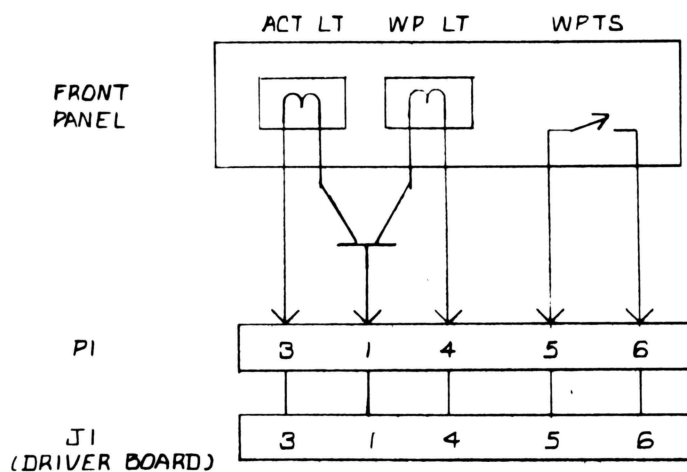 ACT LT WP LT WPTS
FRONT
PANEL
P1 3 1 4 5 6
J1 3 1 4 5 6
(DRIVER BOARD)